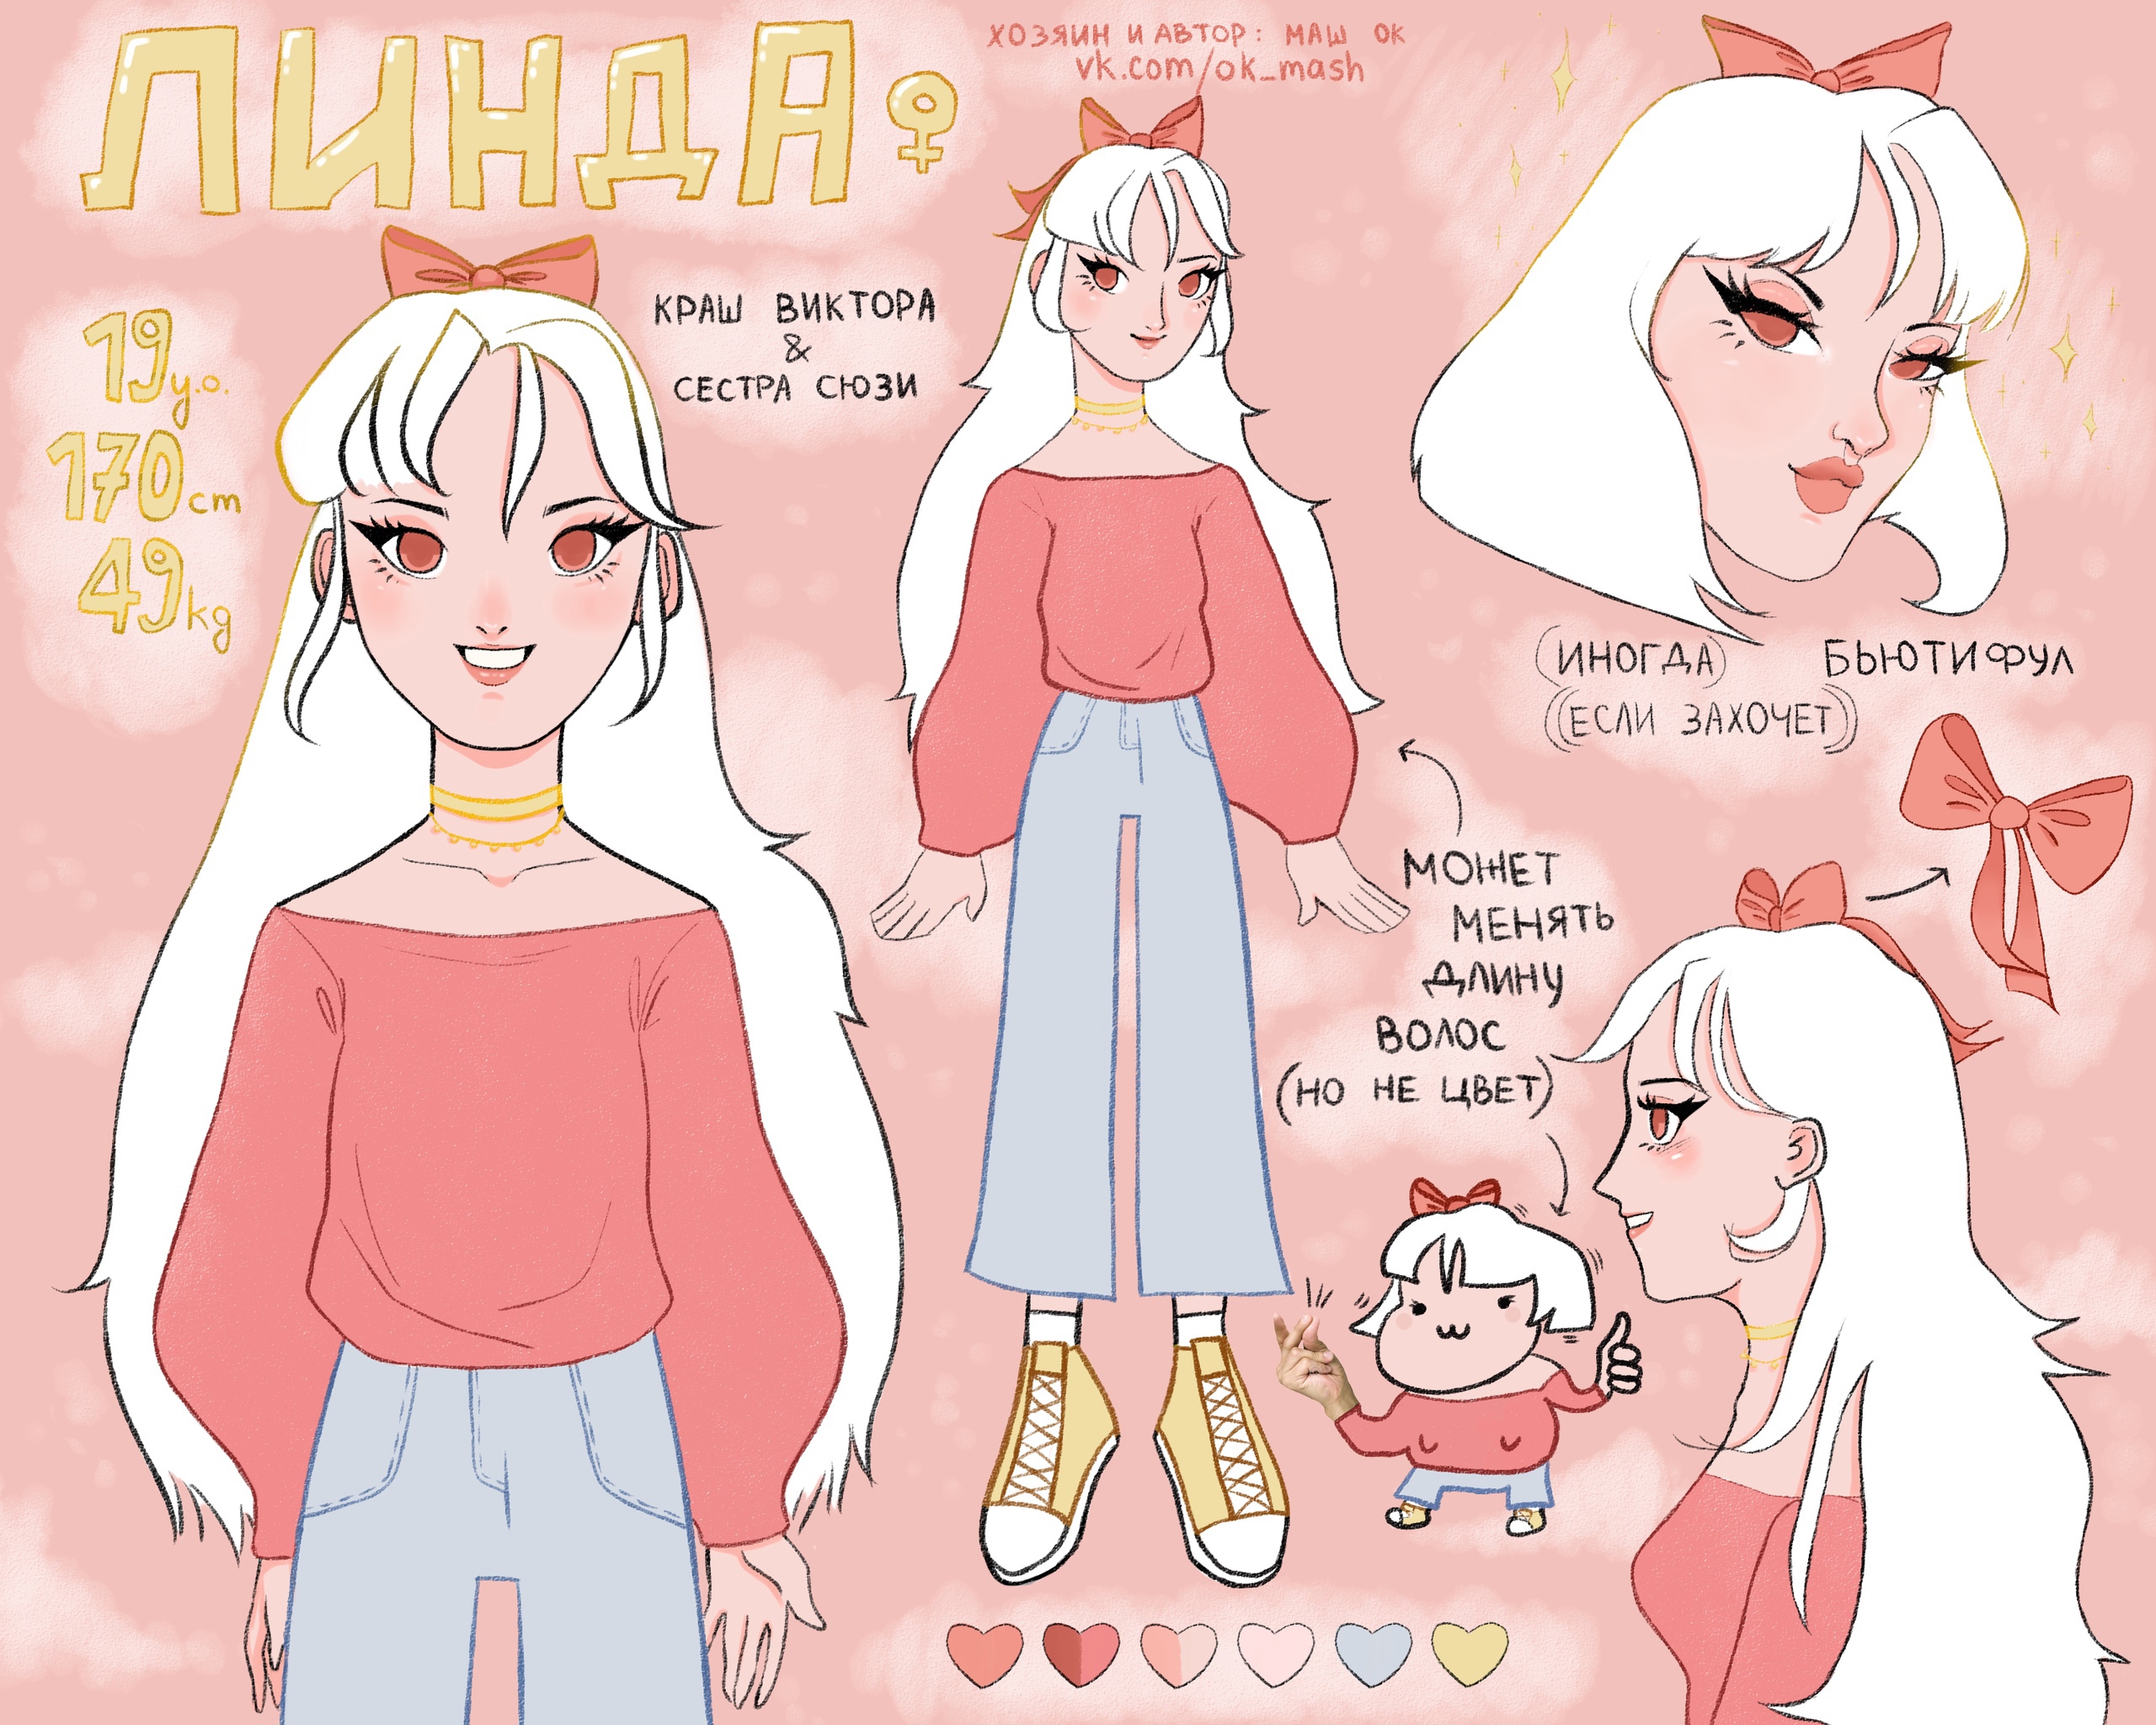 ЛИНДА♀
ХОЗЯИН И АВТОР: МАШ ОК
vk.com/ok_mash
19 y.o.
170 cm
49 kg
КРАШ ВИКТОРА
&
СЕСТРА СЮЗИ
(ИНОГДА) БЬЮТИФУЛ
((ЕСЛИ ЗАХОЧЕТ))
МОЖЕТ
МЕНЯТЬ
ДЛИНУ
ВОЛОС
(НО НЕ ЦВЕТ)